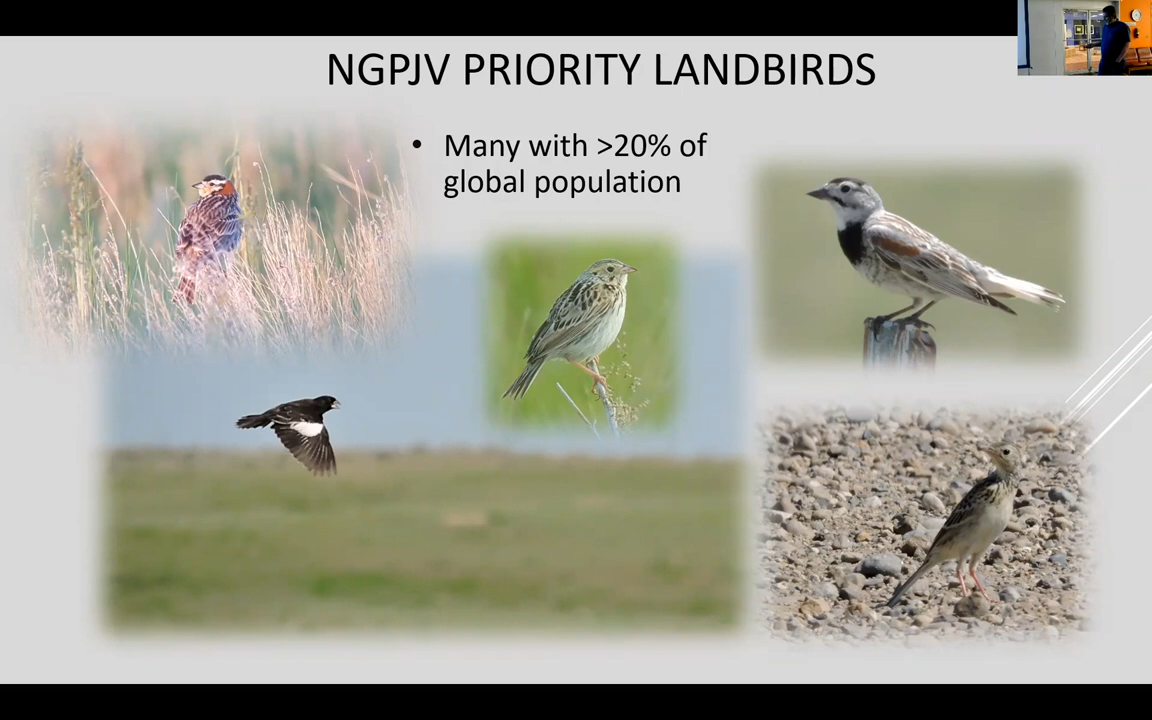 NGPJV PRIORITY LANDBIRDS
• Many with >20% of
global population